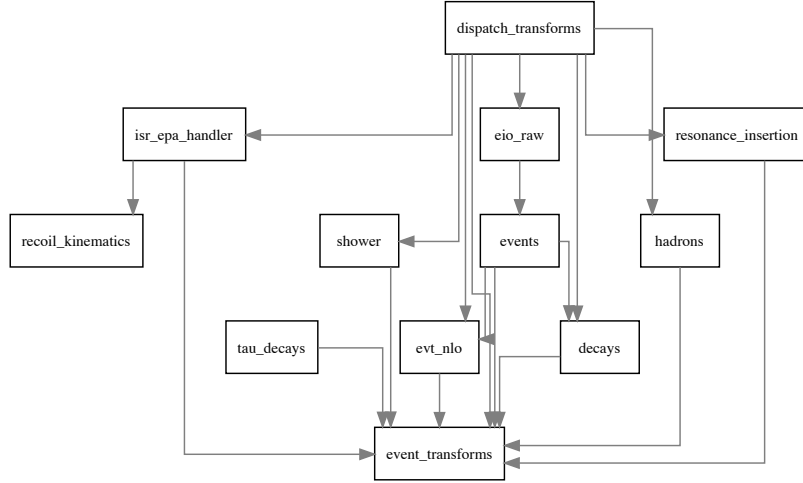 dispatch_transforms
isr_epa_handler
eio_raw
resonance_insertion
recoil_kinematics
shower
events
hadrons
tau_decays
evt_nlo
decays
event_transforms